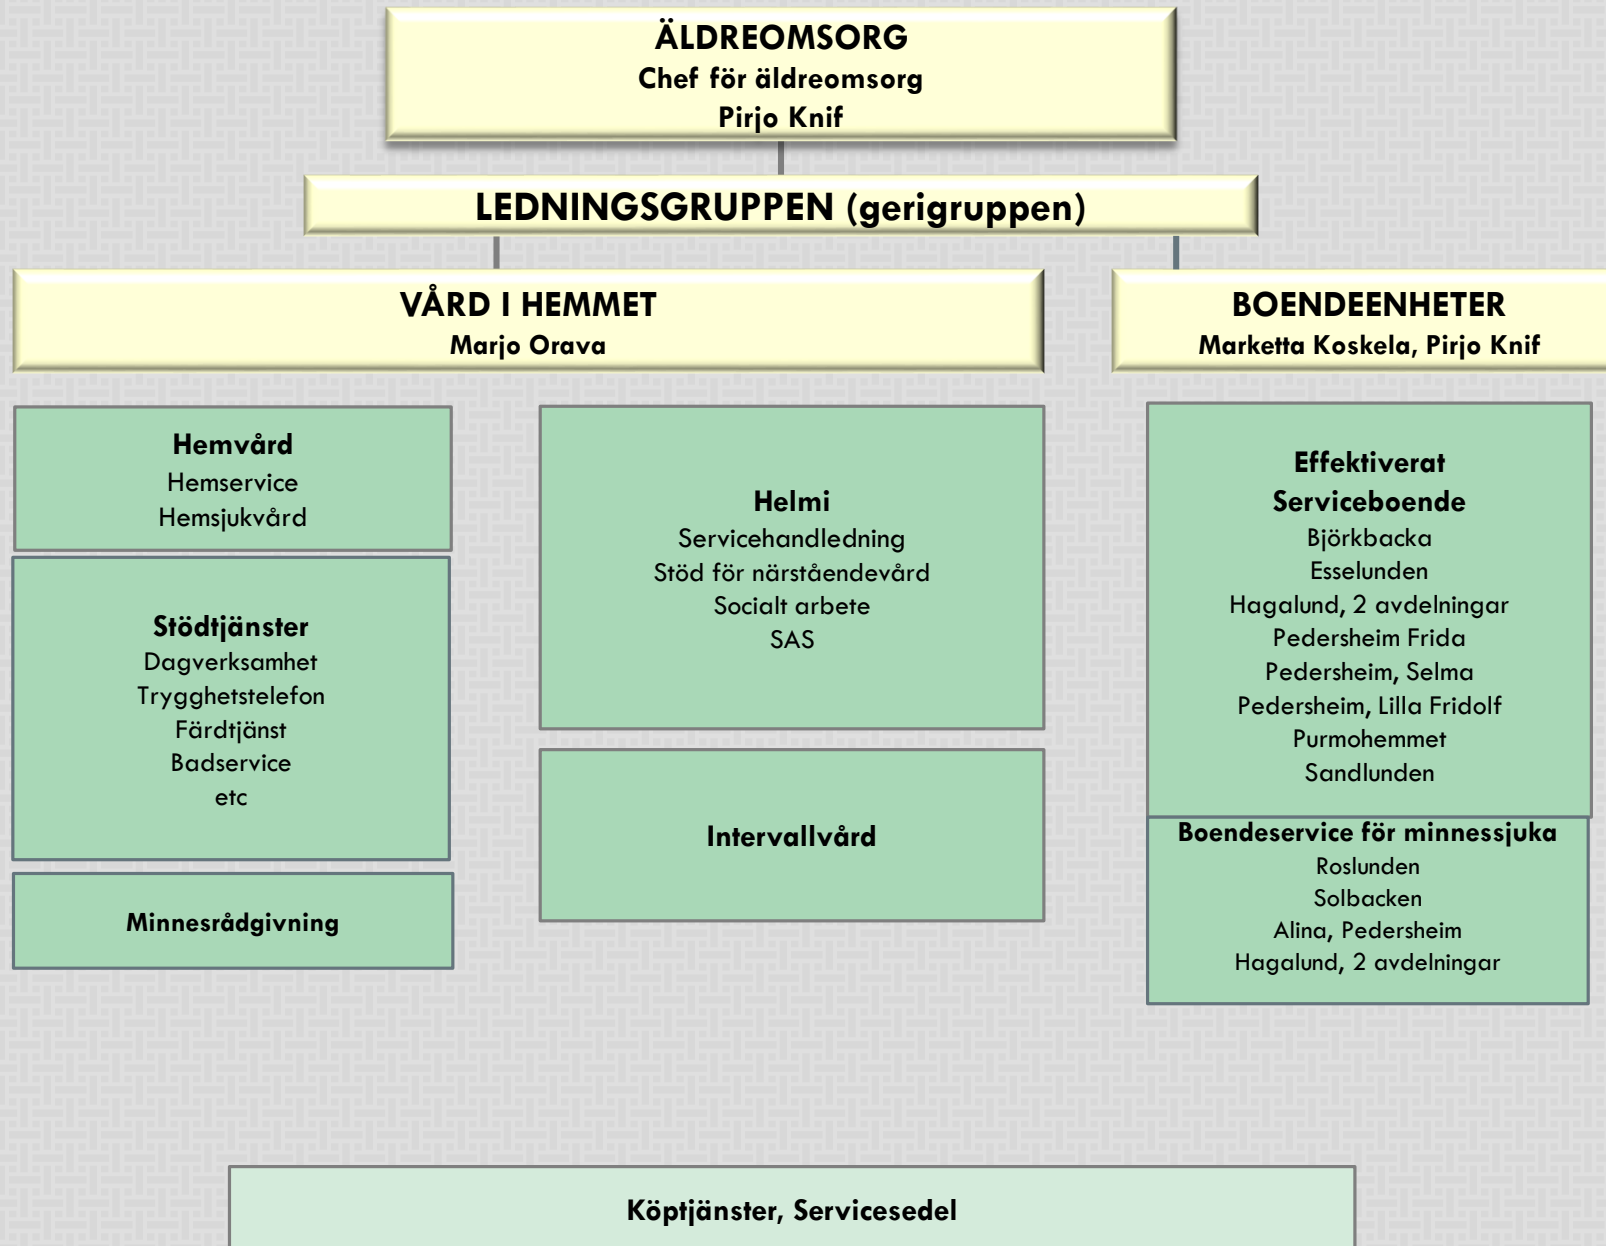 ÄLDREOMSORG
Chef för äldreomsorg
Pirjo Knif
LEDNINGSGRUPPEN (gerigruppen)
VÅRD I HEMMET
Marjo Orava
BOENDEENHETER
Marketta Koskela, Pirjo Knif
Hemvård
Hemservice
Hemsjukvård
Stödtjänster
Dagverksamhet
Trygghetstelefon
Färdtjänst
Badservice
etc
Minnesrådgivning
Helmi
Servicehandledning
Stöd för närståendevård
Socialt arbete
SAS
Intervallvård
Effektiverat
Serviceboende
Björkbacka
Esselunden
Hagalund, 2 avdelningar
Pedersheim Frida
Pedersheim, Selma
Pedersheim, Lilla Fridolf
Purmohemmet
Sandlunden
Boendeservice för minnessjuka
Roslunden
Solbacken
Alina, Pedersheim
Hagalund, 2 avdelningar
Köptjänster, Servicesedel